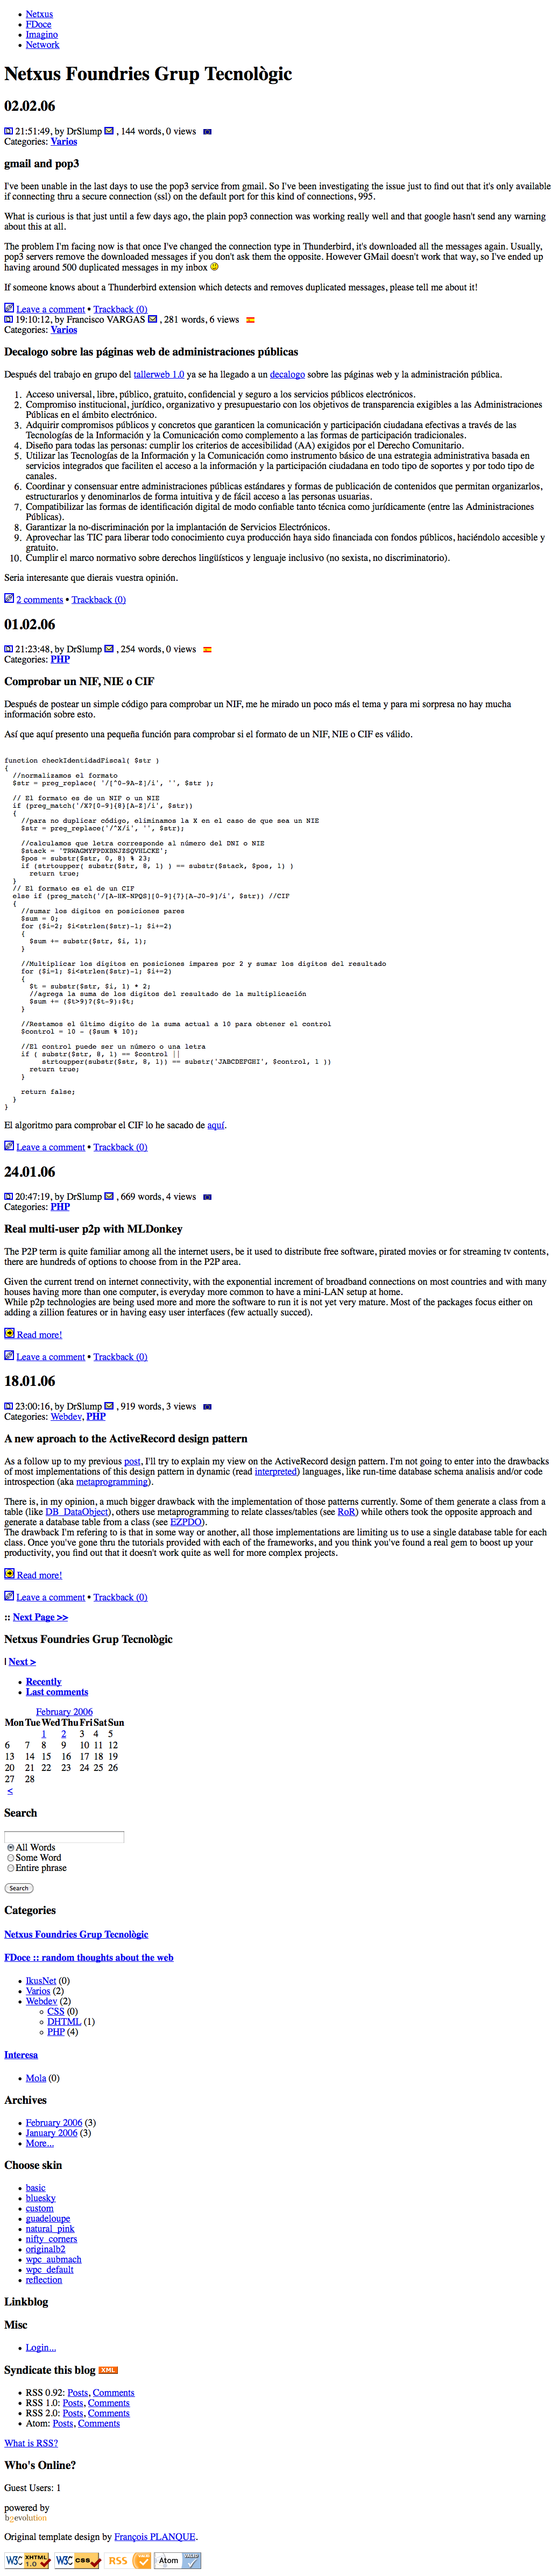 Netxus
FDoce
Imagino
Network
Netxus Foundries Grup Tecnològic
02.02.06
21:51:49, by DrSlump , 144 words, 0 views
Categories: Varios
gmail and pop3
I've been unable in the last days to use the pop3 service from gmail. So I've been investigating the issue just to find out that it's only available
if connecting thru a secure connection (ssl) on the default port for this kind of connections, 995.
What is curious is that just until a few days ago, the plain pop3 connection was working really well and that google hasn't send any warning
about this at all.
The problem I'm facing now is that once I've changed the connection type in Thunderbird, it's downloaded all the messages again. Usually,
pop3 servers remove the downloaded messages if you don't ask them the opposite. However GMail doesn't work that way, so I've ended up
having around 500 duplicated messages in my inbox
If someone knows about a Thunderbird extension which detects and removes duplicated messages, please tell me about it!
Leave a comment • Trackback (0)
19:10:12, by Francisco VARGAS , 281 words, 6 views
Categories: Varios
Decalogo sobre las páginas web de administraciones públicas
Después del trabajo en grupo del tallerweb 1.0 ya se ha llegado a un decalogo sobre las páginas web y la administración pública.
1. Acceso universal, libre, público, gratuito, confidencial y seguro a los servicios públicos electrónicos.
2. Compromiso institucional, jurídico, organizativo y presupuestario con los objetivos de transparencia exigibles a las Administraciones
Públicas en el ámbito electrónico.
3. Adquirir compromisos públicos y concretos que garanticen la comunicación y participación ciudadana efectivas a través de las
Tecnologías de la Información y la Comunicación como complemento a las formas de participación tradicionales.
4. Diseño para todas las personas: cumplir los criterios de accesibilidad (AA) exigidos por el Derecho Comunitario.
5. Utilizar las Tecnologías de la Información y la Comunicación como instrumento básico de una estrategia administrativa basada en
servicios integrados que faciliten el acceso a la información y la participación ciudadana en todo tipo de soportes y por todo tipo de
canales.
6. Coordinar y consensuar entre administraciones públicas estándares y formas de publicación de contenidos que permitan organizarlos,
estructurarlos y denominarlos de forma intuitiva y de fácil acceso a las personas usuarias.
7. Compatibilizar las formas de identificación digital de modo confiable tanto técnica como jurídicamente (entre las Administraciones
Públicas).
8. Garantizar la no-discriminación por la implantación de Servicios Electrónicos.
9. Aprovechar las TIC para liberar todo conocimiento cuya producción haya sido financiada con fondos públicos, haciéndolo accesible y
gratuito.
10. Cumplir el marco normativo sobre derechos lingüísticos y lenguaje inclusivo (no sexista, no discriminatorio).
Seria interesante que dierais vuestra opinión.
2 comments • Trackback (0)
01.02.06
21:23:48, by DrSlump , 254 words, 0 views
Categories: PHP
Comprobar un NIF, NIE o CIF
Después de postear un simple código para comprobar un NIF, me he mirado un poco más el tema y para mi sorpresa no hay mucha
información sobre esto.
Así que aquí presento una pequeña función para comprobar si el formato de un NIF, NIE o CIF es válido.
function checkIdentidadFiscal( $str )
{
//normalizamos el formato
$str = preg_replace( '/[^0-9A-Z]/i', '', $str );
// El formato es de un NIF o un NIE
if (preg_match('/X?[0-9]{8}[A-Z]/i', $str))
{
//para no duplicar código, eliminamos la X en el caso de que sea un NIE
$str = preg_replace('/^X/i', '', $str);
//calculamos que letra corresponde al número del DNI o NIE
$stack = 'TRWAGMYFPDXBNJZSQVHLCKE';
$pos = substr($str, 0, 8) % 23;
if (strtoupper( substr($str, 8, 1) ) == substr($stack, $pos, 1) )
return true;
}
// El formato es el de un CIF
else if (preg_match('/[A-HK-NPQS][0-9]{7}[A-J0-9]/i', $str)) //CIF
{
//sumar los digitos en posiciones pares
$sum = 0;
for ($i=2; $i<strlen($str)-1; $i+=2)
{
$sum += substr($str, $i, 1);
}
//Multiplicar los digitos en posiciones impares por 2 y sumar los digitos del resultado
for ($i=1; $i<strlen($str)-1; $i+=2)
{
$t = substr($str, $i, 1) * 2;
//agrega la suma de los digitos del resultado de la multiplicación
$sum += ($t>9)?($t-9):$t;
}
//Restamos el último digito de la suma actual a 10 para obtener el control
$control = 10 - ($sum % 10);
//El control puede ser un número o una letra
if ( substr($str, 8, 1) == $control ||
strtoupper(substr($str, 8, 1)) == substr('JABCDEFGHI', $control, 1 ))
return true;
}
return false;
}
}
El algoritmo para comprobar el CIF lo he sacado de aquí.
Leave a comment • Trackback (0)
24.01.06
20:47:19, by DrSlump , 669 words, 4 views
Categories: PHP
Real multi-user p2p with MLDonkey
The P2P term is quite familiar among all the internet users, be it used to distribute free software, pirated movies or for streaming tv contents,
there are hundreds of options to choose from in the P2P area.
Given the current trend on internet connectivity, with the exponential increment of broadband connections on most countries and with many
houses having more than one computer, is everyday more common to have a mini-LAN setup at home.
While p2p technologies are being used more and more the software to run it is not yet very mature. Most of the packages focus either on
adding a zillion features or in having easy user interfaces (few actually succed).
Read more!
Leave a comment • Trackback (0)
18.01.06
23:00:16, by DrSlump , 919 words, 3 views
Categories: Webdev, PHP
A new aproach to the ActiveRecord design pattern
As a follow up to my previous post, I'll try to explain my view on the ActiveRecord design pattern. I'm not going to enter into the drawbacks
of most implementations of this design pattern in dynamic (read interpreted) languages, like run-time database schema analisis and/or code
introspection (aka metaprogramming).
There is, in my opinion, a much bigger drawback with the implementation of those patterns currently. Some of them generate a class from a
table (like DB_DataObject), others use metaprogramming to relate classes/tables (see RoR) while others took the opposite approach and
generate a database table from a class (see EZPDO).
The drawback I'm refering to is that in some way or another, all those implementations are limiting us to use a single database table for each
class. Once you've gone thru the tutorials provided with each of the frameworks, and you think you've found a real gem to boost up your
productivity, you find out that it doesn't work quite as well for more complex projects.
Read more!
Leave a comment • Trackback (0)
:: Next Page >>
Netxus Foundries Grup Tecnològic
| Next >
Recently
Last comments
February 2006
Mon Tue Wed Thu Fri Sat Sun
1 2 3 4 5
6 7 8 9 10 11 12
13 14 15 16 17 18 19
20 21 22 23 24 25 26
27 28
<
Search
All Words
Some Word
Entire phrase
Search
Categories
Netxus Foundries Grup Tecnològic
FDoce :: random thoughts about the web
IkusNet (0)
Varios (2)
Webdev (2)
CSS (0)
DHTML (1)
PHP (4)
Interesa
Mola (0)
Archives
February 2006 (3)
January 2006 (3)
More...
Choose skin
basic
bluesky
custom
guadeloupe
natural_pink
nifty_corners
originalb2
wpc_aubmach
wpc_default
reflection
Linkblog
Misc
Login...
Syndicate this blog XML
RSS 0.92: Posts, Comments
RSS 1.0: Posts, Comments
RSS 2.0: Posts, Comments
Atom: Posts, Comments
What is RSS?
Who's Online?
Guest Users: 1
powered by
b2evolution
Original template design by François PLANQUE.
W3C XHTML 1.0 W3C CSS RSS Atom